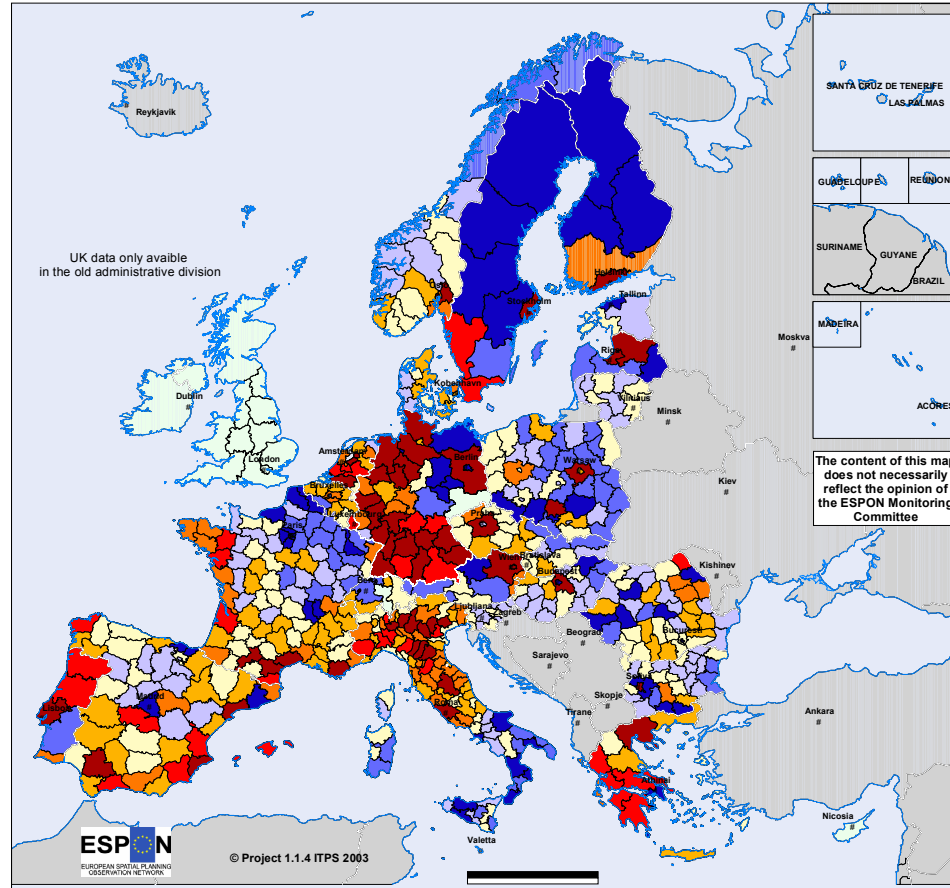 Reykjavik
SANTA CRUZ DE TENERIFE
LAS PALMAS
GUADELOUPE
REUNION
UK data only avaible
in the old administrative division
SURINAME
GUYANE
BRAZIL
Oslo
Helsinki
Stockholm
Tallinn
MADEIRA
Moskva
Riga
Kobenhavn
Dublin
Vilniaus
Minsk
ACORES
London
Amsterdam
Berlin
Warsaw
The content of this map
does not necessarily
reflect the opinion of
the ESPON Monitoring
Committee
Bruxelles
Kiev
Luxembourg
Praha
Paris
Kishinev
Wien
Bratislava
Budapest
Bern
Ljubljana
Zagreb
Beograd
Bucuresti
Sarajevo
Sofia
Skopje
Madrid
Roma
Tirane
Ankara
Lisboa
Athinai
Nicosia
Valetta
ESPON
EUROPEAN SPATIAL PLANNING
OBSERVATION NETWORK
© Project 1.1.4 ITPS 2003